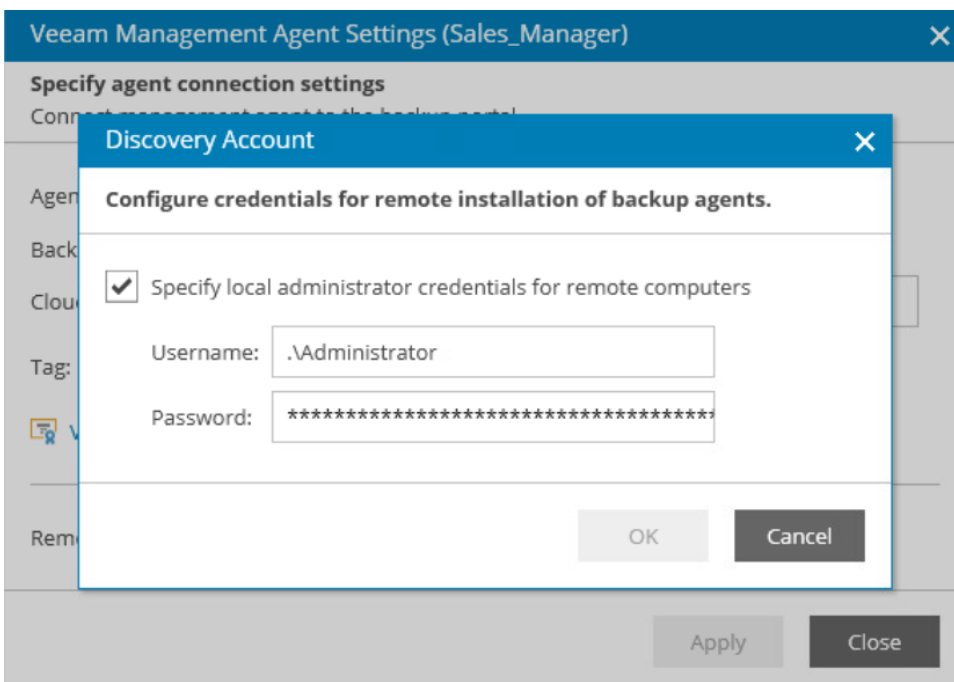 Veeam Management Agent Settings (Sales_Manager)
Specify agent connection settings
Discovery Account
Configure credentials for remote installation of backup agents.
Specify local administrator credentials for remote computers
Username: .\Administrator
Password: *************************************
Tag:
OK Cancel
Apply Close